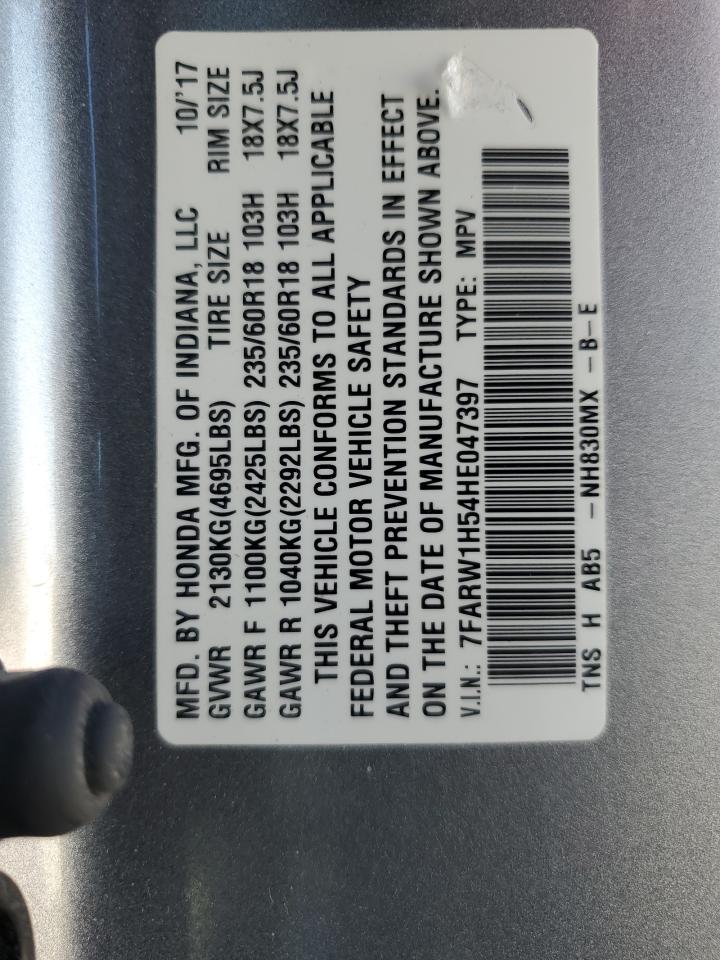 MFD. BY HONDA MFG. OF INDIANA, LLC 10/'17
GVWR 2130KG(4695LBS) TIRE SIZE RIM SIZE
GAWR F 1100KG(2425LBS) 235/60R18 103H 18X7.5J
GAWR R 1040KG(2292LBS) 235/60R18 103H 18X7.5J
THIS VEHICLE CONFORMS TO ALL APPLICABLE
FEDERAL MOTOR VEHICLE SAFETY
AND THEFT PREVENTION STANDARDS IN EFFECT
ON THE DATE OF MANUFACTURE SHOWN ABOVE.
V.I.N.: 7FARW1H54HE047397 TYPE: MPV
TNS H AB5 -NH830MX -B-E